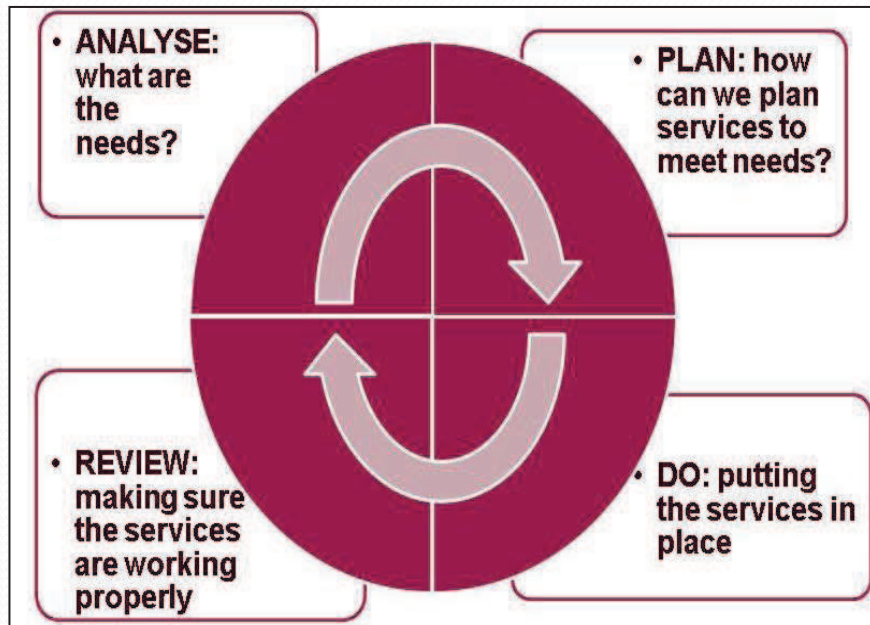 • ANALYSE:
what are
the
needs?
• PLAN: how
can we plan
services to
meet needs?
• REVIEW:
making sure
the services
are working
properly
• DO: putting
the services in
place